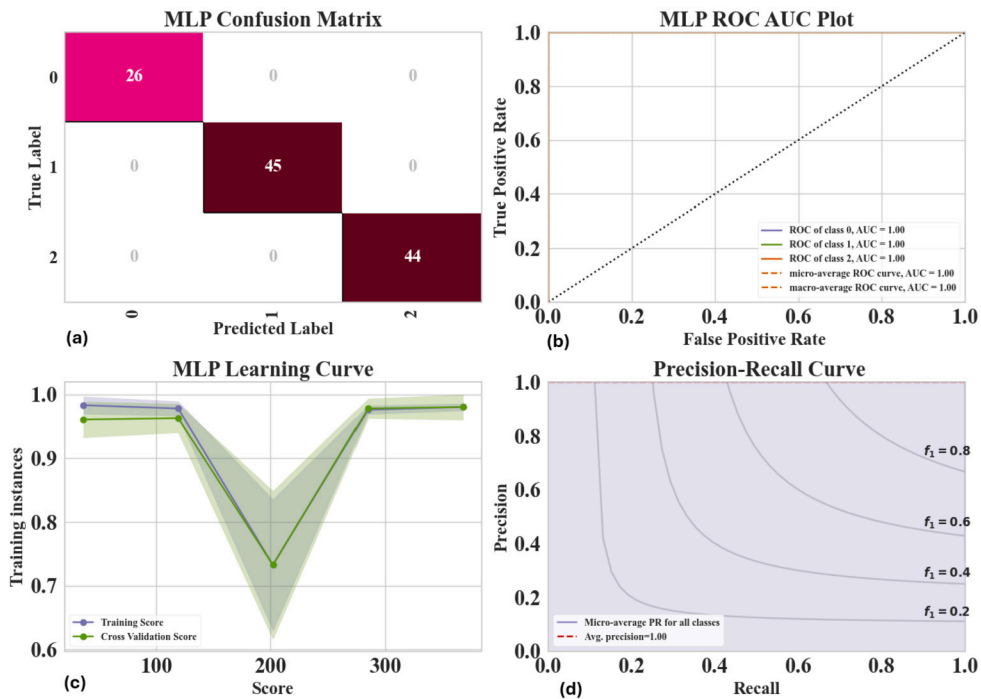 MLP Confusion Matrix
0
26 0 0
1
0 45 0
2
0 0 44
True Label
0 1 2
Predicted Label
(a)
MLP ROC AUC Plot
1.0
0.8
0.6
0.4
0.2
0.0
True Positive Rate
ROC of class 0, AUC = 1.00
ROC of class 1, AUC = 1.00
ROC of class 2, AUC = 1.00
micro-average ROC curve, AUC = 1.00
macro-average ROC curve, AUC = 1.00
0.0 0.2 0.4 0.6 0.8 1.0
False Positive Rate
(b)
MLP Learning Curve
1.0
0.9
0.8
0.7
0.6
Training instances
Training Score
Cross Validation Score
100 200 300
Score
(c)
Precision-Recall Curve
1.0
0.8
0.6
0.4
0.2
0.0
Precision
f1 = 0.8
f1 = 0.6
f1 = 0.4
f1 = 0.2
Micro-average PR for all classes
Avg. precision=1.00
0.0 0.2 0.4 0.6 0.8 1.0
Recall
(d)